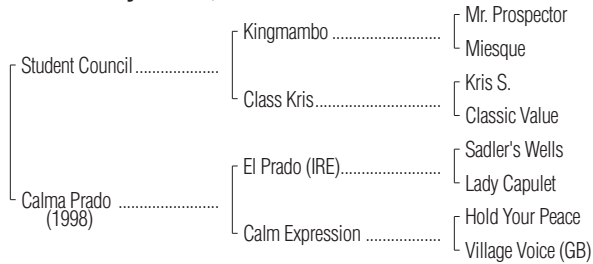 Mr. Prospector
Kingmambo ........................
Miesque
Student Council...................
Kris S.
Class Kris............................
Classic Value
Sadler's Wells
El Prado (IRE)......................
Lady Capulet
Calma Prado ......................
(1998)
Hold Your Peace
Calm Expression .................
Village Voice (GB)